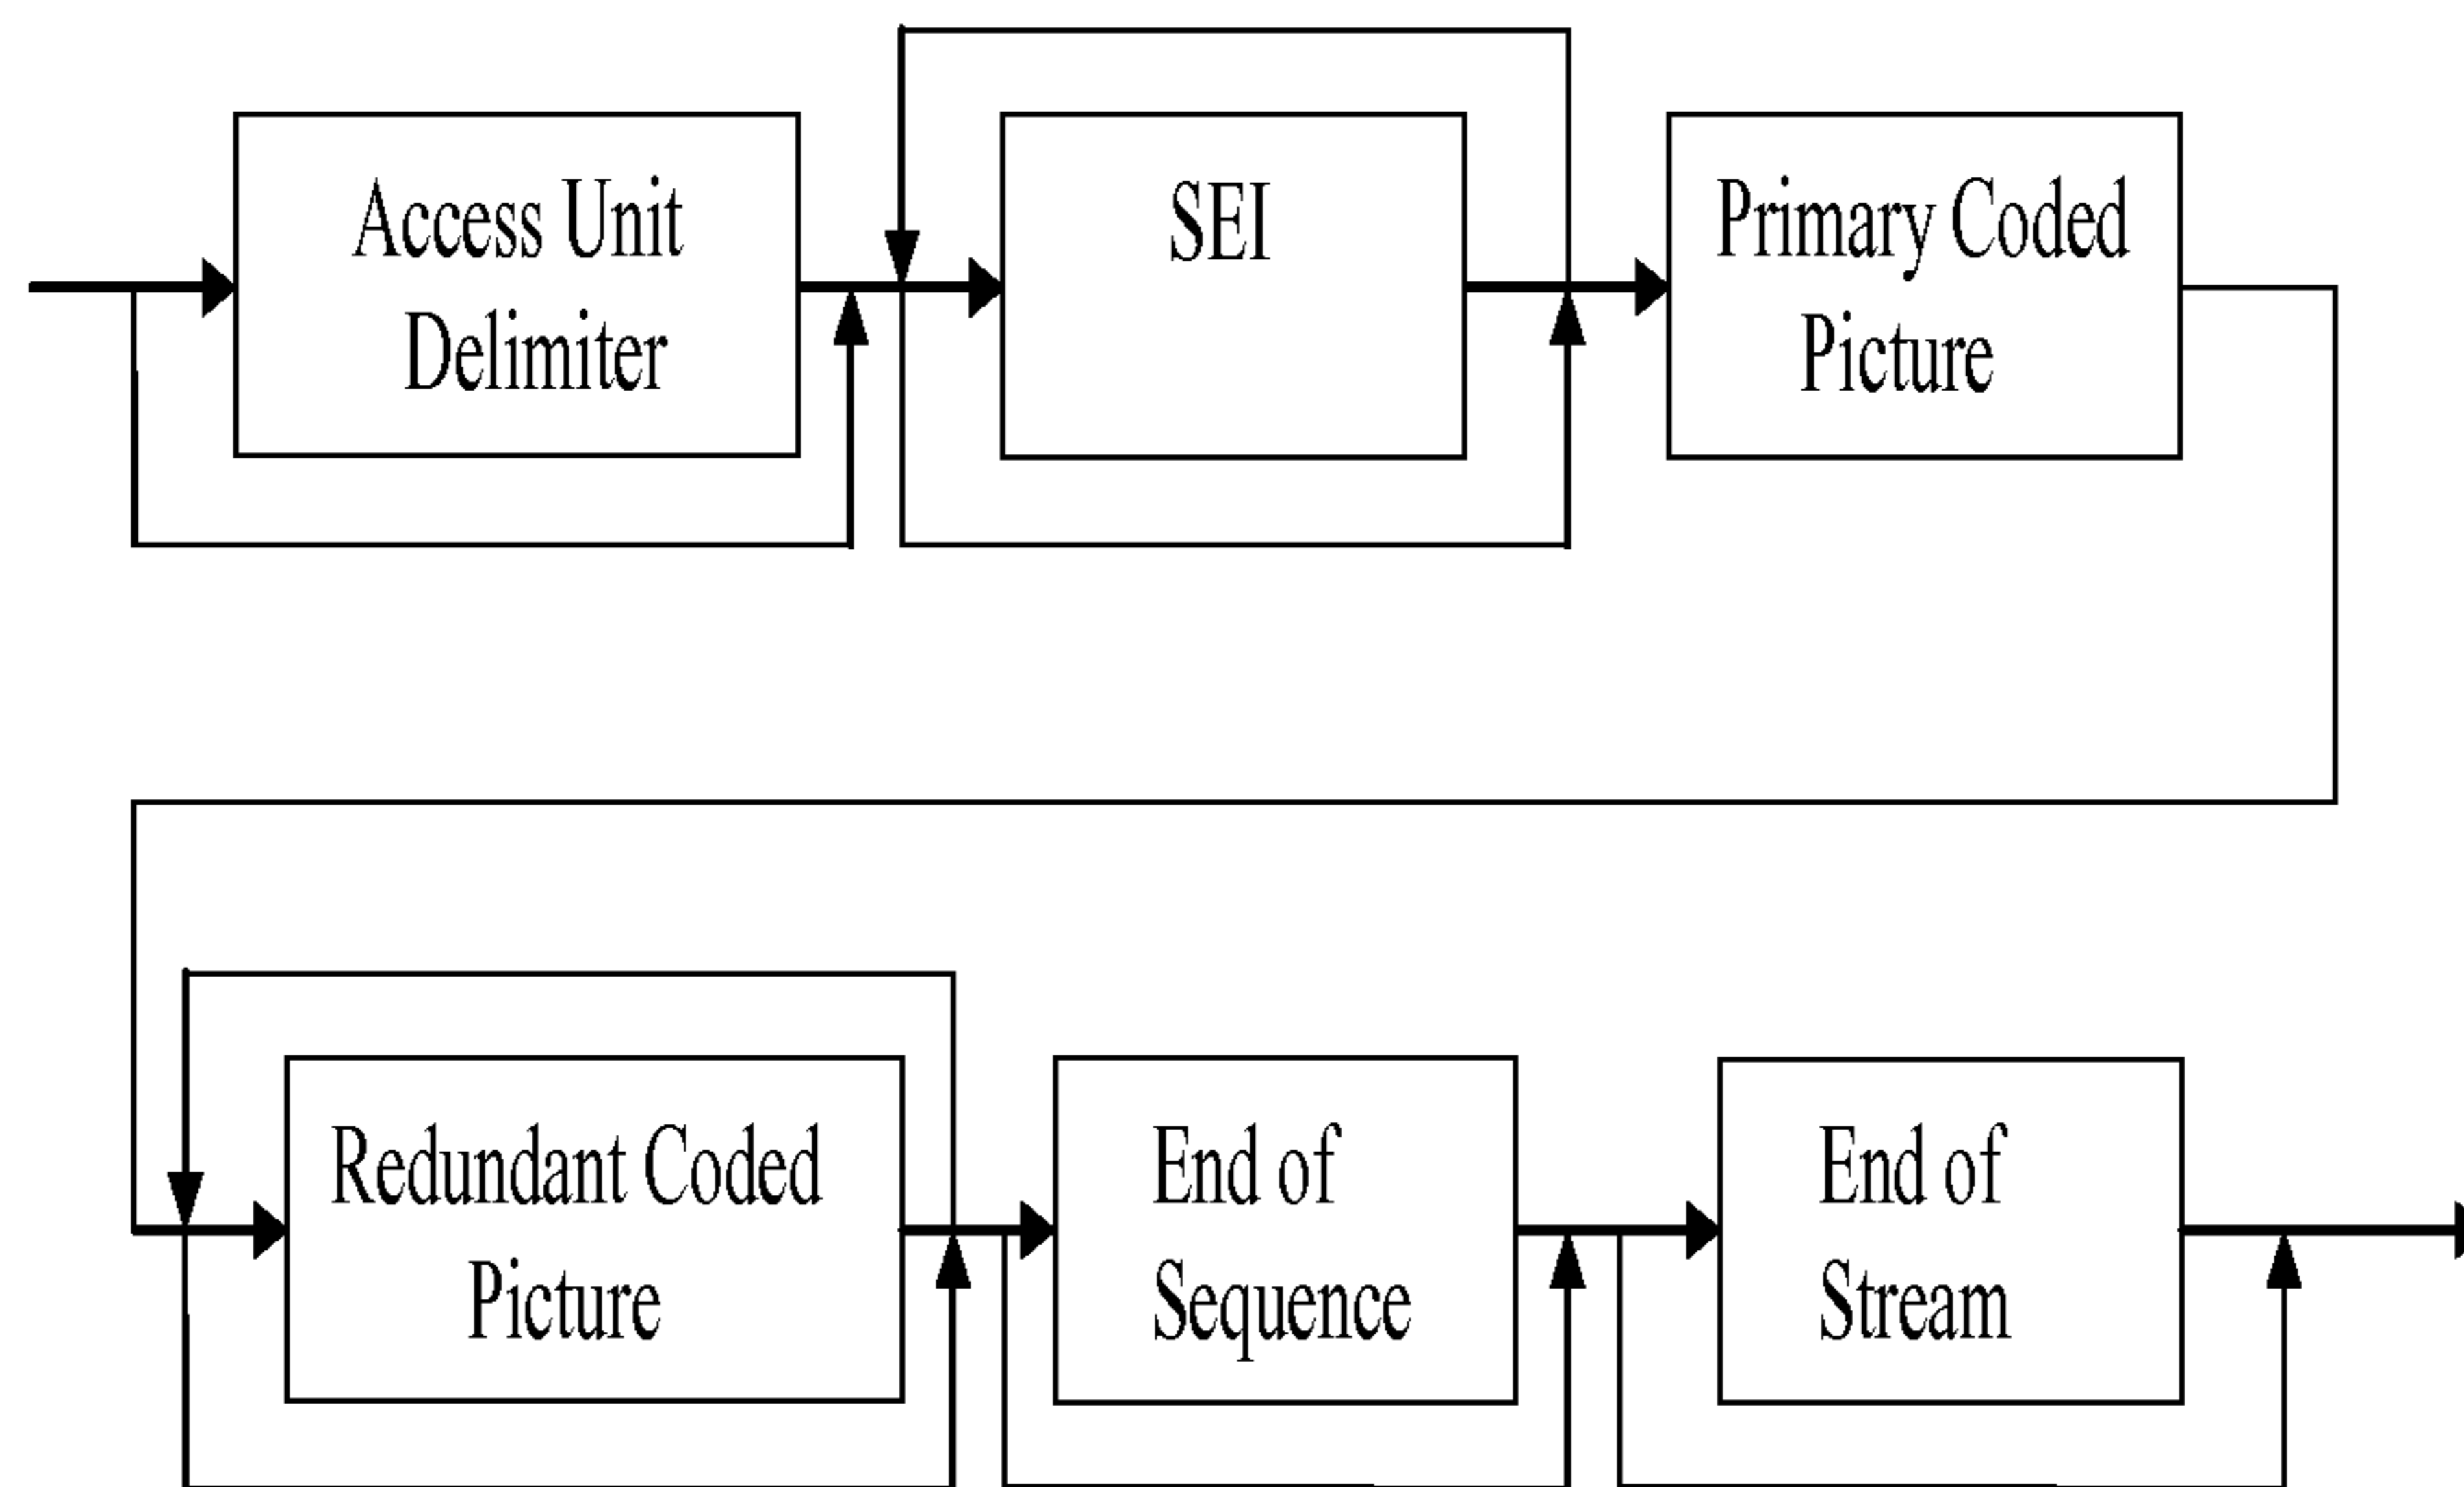 Access Unit
Delimiter
SEI
Primary Coded
Picture
Redundant Coded
Picture
End of
Sequence
End of
Stream